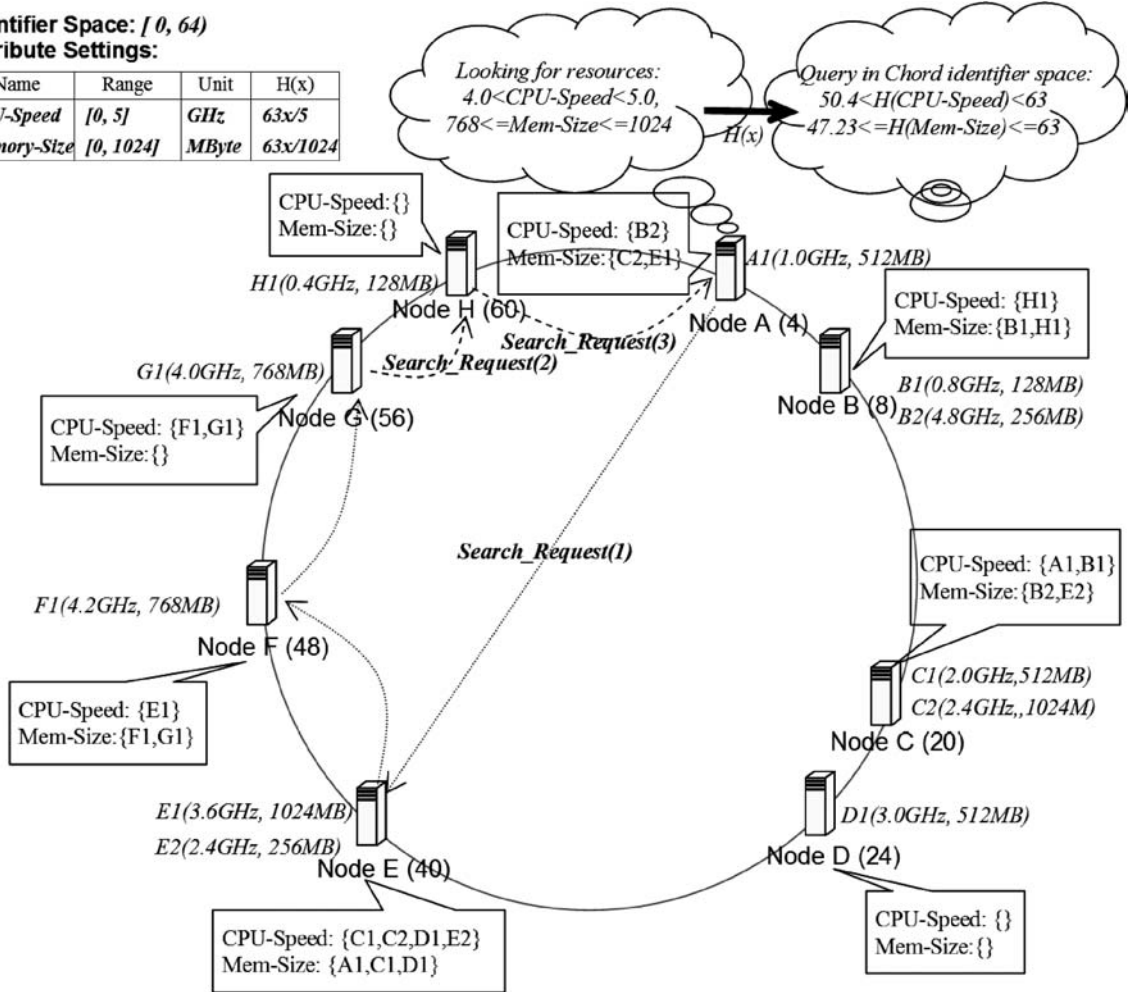 ntifier Space: [ 0, 64)
ribute Settings:
Name Range Unit H(x)
U-Speed [0, 5] GHz 63x/5
mory-Size [0, 1024] MByte 63x/1024
Looking for resources:
4.0<CPU-Speed<5.0,
768<=Mem-Size<=1024
H(x)
Query in Chord identifier space:
50.4<H(CPU-Speed)<63
47.23<=H(Mem-Size)<=63
CPU-Speed:{}
Mem-Size:{}
H1(0.4GHz, 128MB)
Node H (60)
CPU-Speed: {B2}
Mem-Size:{C2,E1}
A1(1.0GHz, 512MB)
Node A (4)
CPU-Speed: {H1}
Mem-Size:{B1,H1}
Node B (8)
B1(0.8GHz, 128MB)
B2(4.8GHz, 256MB)
Search_Request(3)
Search_Request(2)
G1(4.0GHz, 768MB)
Node G (56)
CPU-Speed: {F1,G1}
Mem-Size:{}
Search_Request(1)
CPU-Speed: {A1,B1}
Mem-Size:{B2,E2}
C1(2.0GHz,512MB)
C2(2.4GHz,,1024M)
Node C (20)
F1(4.2GHz, 768MB)
Node F (48)
CPU-Speed: {E1}
Mem-Size:{F1,G1}
E1(3.6GHz, 1024MB)
E2(2.4GHz, 256MB)
Node E (40)
CPU-Speed: {C1,C2,D1,E2}
Mem-Size: {A1,C1,D1}
D1(3.0GHz, 512MB)
Node D (24)
CPU-Speed: {}
Mem-Size:{}